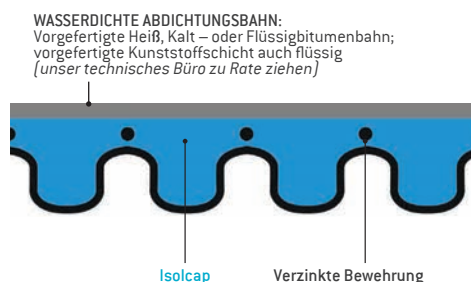 WASSERDICHTE ABDICHTUNGSBAHN:
Vorgefertigte Heiß, Kalt – oder Flüssigbitumenbahn;
vorgefertigte Kunststoffschicht auch flüssig
(unser technisches Büro zu Rate ziehen)
Isolcap
Verzinkte Bewehrung